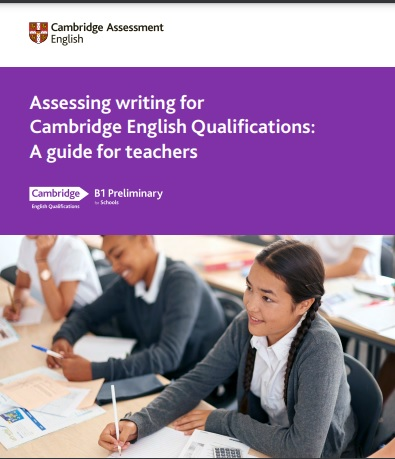 Cambridge Assessment
English
Assessing writing for
Cambridge English Qualifications:
A guide for teachers
Cambridge
English Qualifications
B1 Preliminary
for Schools